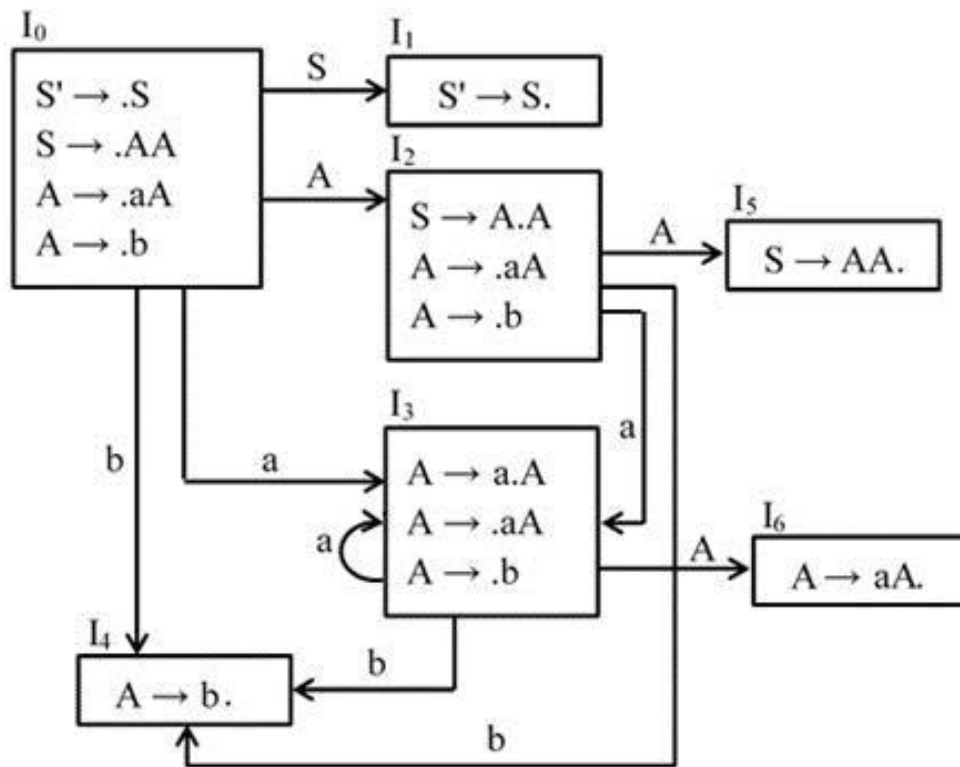 I₀
S' → .S
S → .AA
A → .aA
A → .b
S
I₁
S' → S.
A
I₂
S → A.A
A → .aA
A → .b
A
I₅
S → AA.
b
a
a
I₃
A → a.A
A → .aA
A → .b
a
A
I₆
A → aA.
I₄
A → b.
b
b